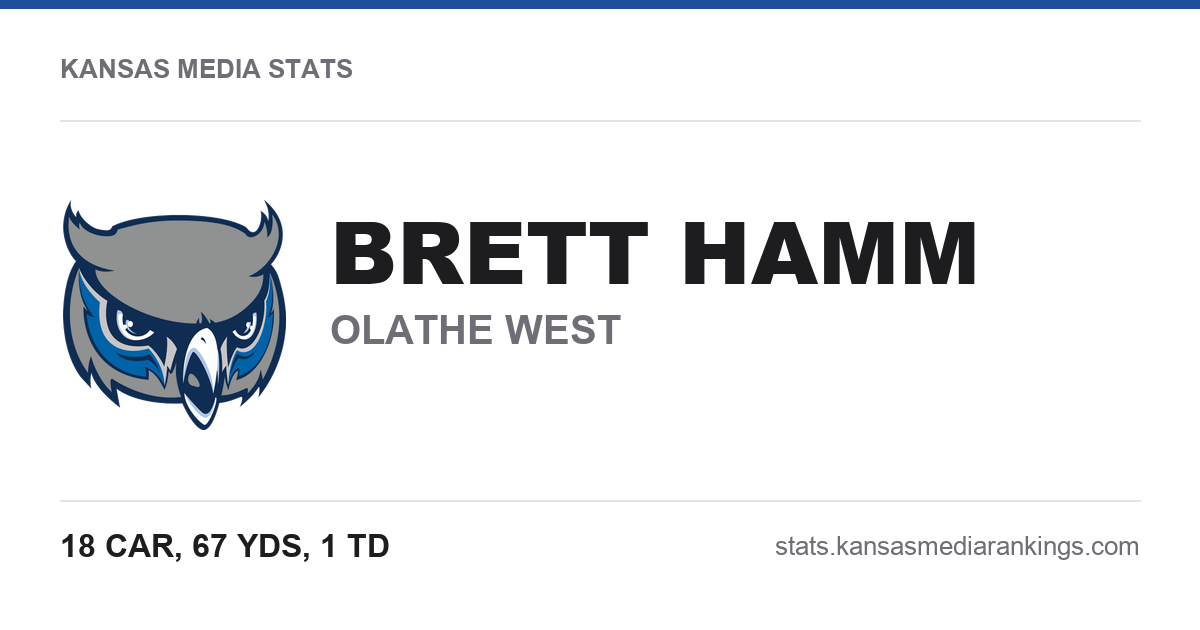 KANSAS MEDIA STATS
BRETT HAMM
OLATHE WEST
18 CAR, 67 YDS, 1 TD
stats.kansasmediarankings.com